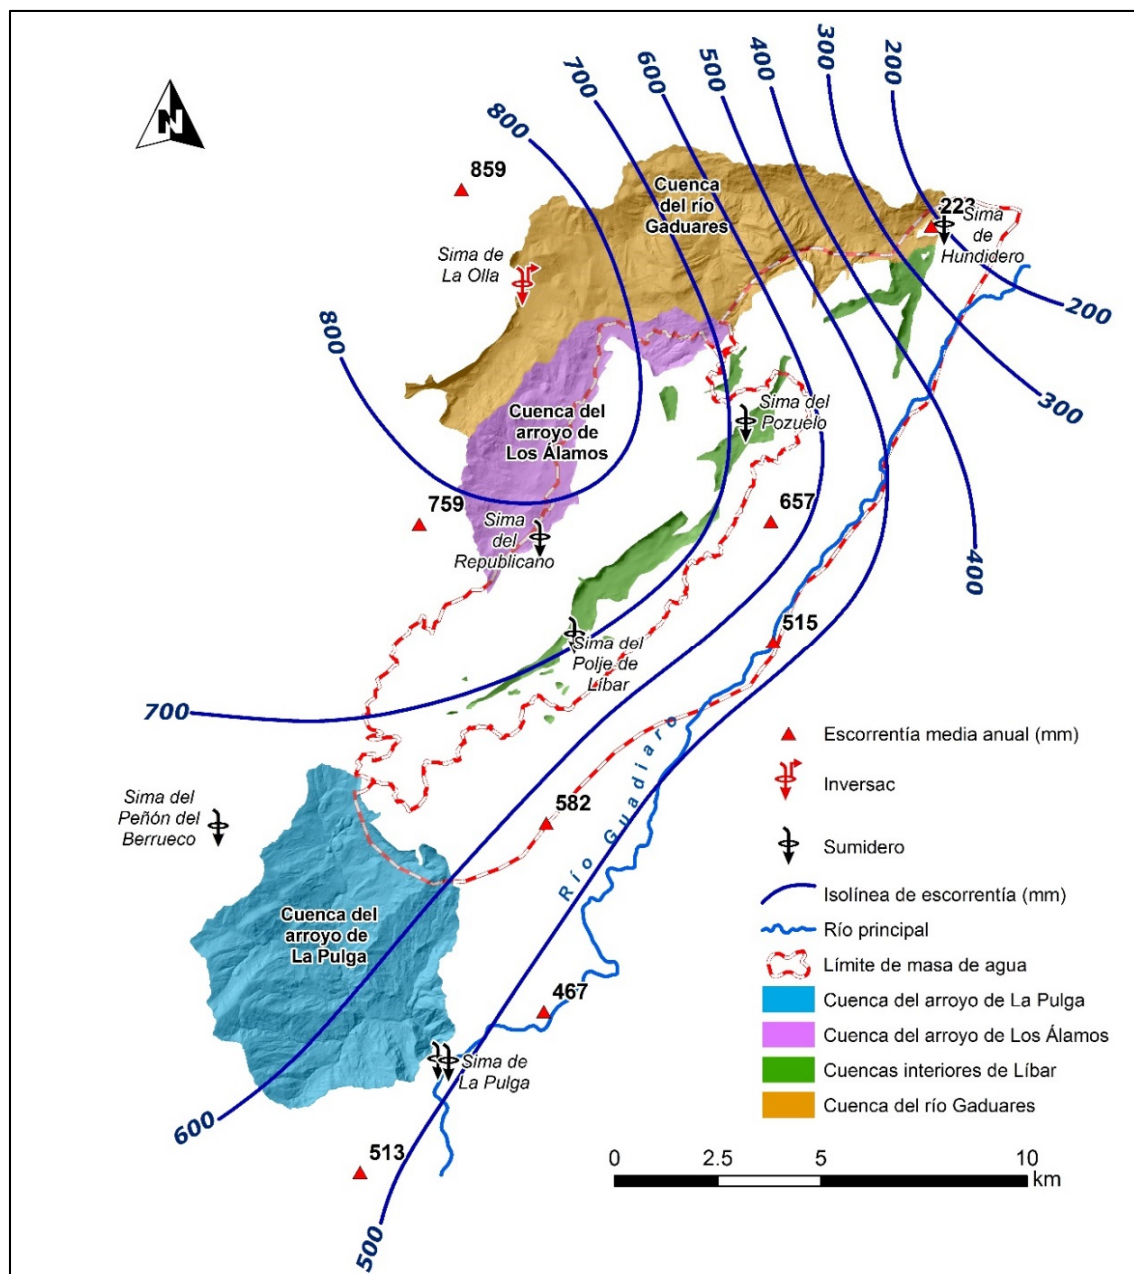 N
800
700
600
500
400
300
200
859
Cuenca
del río
Gaduares
223
Sima
de
Hundidero
Sima de
La Olla
200
800
300
Cuenca del
arroyo de
Los Álamos
Sima del
Pozuelo
759
657
Sima
del
Republicano
400
515
Sima del
Polje de
Líbar
700
Río Guadiaro
Sima del
Peñón del
Berrueco
582
Cuenca del
arroyo de
La Pulga
467
Sima de
La Pulga
600
513
500
Escorrentía media anual (mm)
Inversac
Sumidero
Isolínea de escorrentía (mm)
Río principal
Límite de masa de agua
Cuenca del arroyo de La Pulga
Cuenca del arroyo de Los Álamos
Cuencas interiores de Líbar
Cuenca del río Gaduares
0 2.5 5 10
km